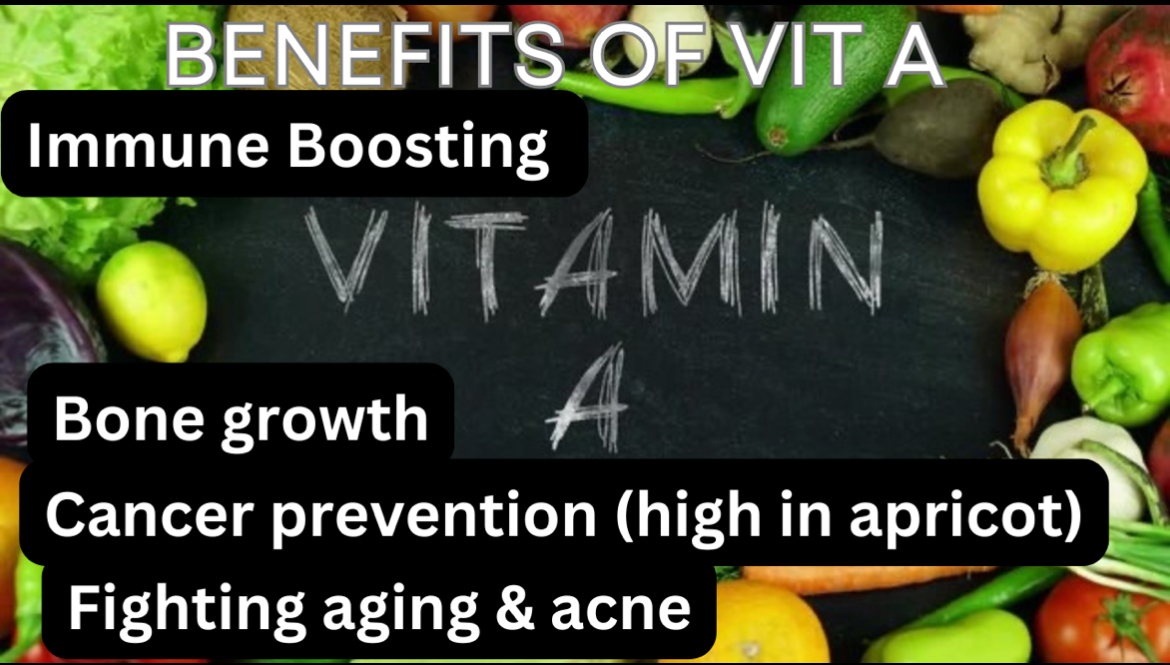 BENEFITS OF VIT A
Immune Boosting
VITAMIN
A
Bone growth
Cancer prevention (high in apricot)
Fighting aging & acne